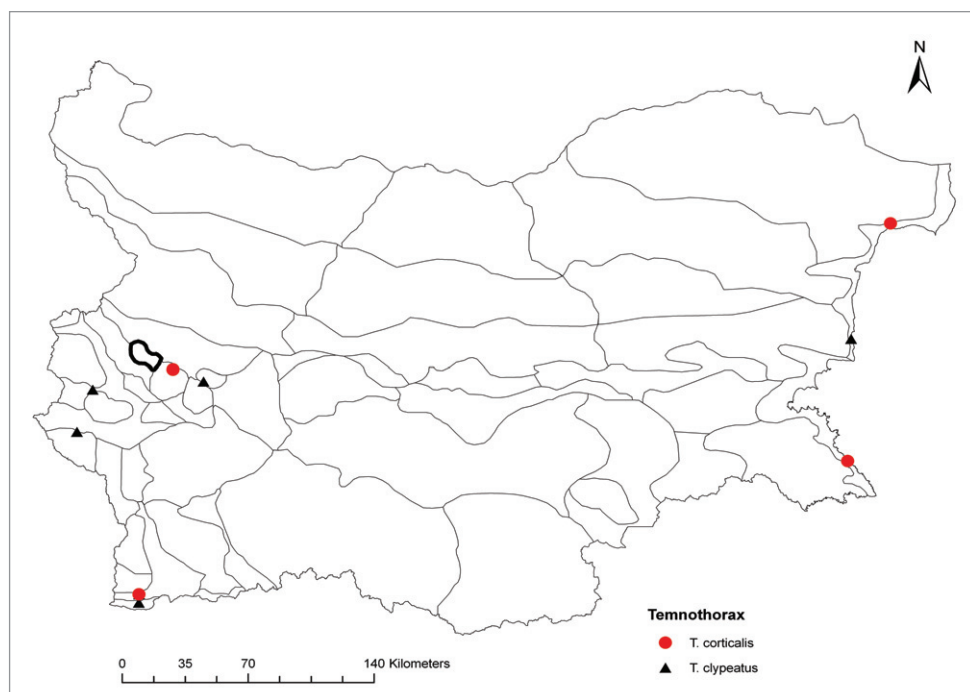 N
Temnothorax
T. corticalis
T. clypeatus
0 35 70 140 Kilometers